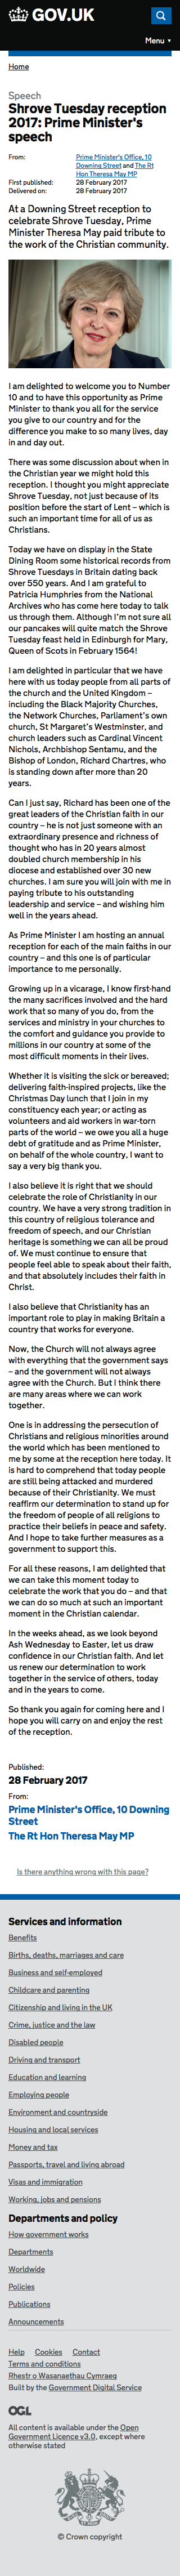 GOV.UK
Menu ▼
Home
Speech
Shrove Tuesday reception
2017: Prime Minister's
speech
From:
Prime Minister's Office, 10
Downing Street and The Rt
Hon Theresa May MP
First published:
28 February 2017
Delivered on:
28 February 2017
At a Downing Street reception to
celebrate Shrove Tuesday, Prime
Minister Theresa May paid tribute to
the work of the Christian community.
I am delighted to welcome you to Number
10 and to have this opportunity as Prime
Minister to thank you all for the service
you give to our country and for the
difference you make to so many lives, day
in and day out.
There was some discussion about when in
the Christian year we might hold this
reception. I thought you might appreciate
Shrove Tuesday, not just because of its
position before the start of Lent – which is
such an important time for all of us as
Christians.
Today we have on display in the State
Dining Room some historical records from
Shrove Tuesdays in Britain dating back
over 550 years. And I am grateful to
Patricia Humphries from the National
Archives who has come here today to talk
us through them. Although I'm not sure all
our pancakes will quite match the Shrove
Tuesday feast held in Edinburgh for Mary,
Queen of Scots in February 1564!
I am delighted in particular that we have
here with us today people from all parts of
the church and the United Kingdom –
including the Black Majority Churches,
the Network Churches, Parliament's own
church, St Margaret's Westminster, and
church leaders such as Cardinal Vincent
Nichols, Archbishop Sentamu, and the
Bishop of London, Richard Chartres, who
is standing down after more than 20
years.
Can I just say, Richard has been one of the
great leaders of the Christian faith in our
country – he is not just someone with an
extraordinary presence and richness of
thought who has in 20 years almost
doubled church membership in his
diocese and established over 30 new
churches. I am sure you will join with me in
paying tribute to his outstanding
leadership and service – and wishing him
well in the years ahead.
As Prime Minister I am hosting an annual
reception for each of the main faiths in our
country – and this one is of particular
importance to me personally.
Growing up in a vicarage, I know first-hand
how many sacrifices involved and the hard
work that so many of you do, from the
services and ministry in your churches to
the comfort and guidance you provide to
millions in our country at some of the
most difficult moments in their lives.
Whether it is visiting the sick or bereaved;
delivering faith-inspired projects, like the
Christmas Day lunch that I join in my
constituency each year; or acting as
volunteers and aid workers in war-torn
parts of the world – we owe you all a huge
debt of gratitude and as Prime Minister,
on behalf of the whole country, I want to
say a very big thank you.
I also believe it is right that we should
celebrate the role of Christianity in our
country. We have a very strong tradition in
this country of religious tolerance and
freedom of speech, and our Christian
heritage is something we can all be proud
of. We must continue to ensure that
people feel able to speak about their faith,
and that absolutely includes their faith in
Christ.
I also believe that Christianity has an
important role to play in making Britain a
country that works for everyone.
Now, the Church will not always agree
with everything that the government says
– and the government will not always
agree with the Church. But I think there
are many areas where we can work
together.
One is in addressing the persecution of
Christians and religious minorities around
the world which has been mentioned to
me by some at the reception here today. It
is hard to comprehend that today people
are still being attacked and murdered
because of their Christianity. We must
reaffirm our determination to stand up for
the freedom of people of all religions to
practice their beliefs in peace and safety.
And I hope we can further measures as a
government to support this.
For all these reasons, I am delighted that
we can take this moment today to
celebrate the work that you do – and that
we can do so much at such an important
moment in the Christian calendar.
In the weeks ahead, as we look beyond
Ash Wednesday to Easter, let us draw
confidence in our Christian faith. And let
us renew our determination to work
together in the service of others, today
and in the years to come.
So thank you again for coming here and I
hope you will carry on and enjoy the rest
of the reception.
Published:
28 February 2017
From:
Prime Minister's Office, 10 Downing
Street
The Rt Hon Theresa May MP
Is there anything wrong with this page?
Services and information
Benefits
Births, deaths, marriages and care
Business and self-employed
Childcare and parenting
Citizenship and living in the UK
Crime, justice and the law
Disabled people
Driving and transport
Education and learning
Employing people
Environment and countryside
Housing and local services
Money and tax
Passports, travel and living abroad
Visas and immigration
Working, jobs and pensions
Departments and policy
How government works
Departments
Worldwide
Policies
Publications
Announcements
Help Cookies Contact
Terms and conditions
Rhestr o Wasanaethau Cymraeg
Built by the Government Digital Service
OGL
All content is available under the Open
Government Licence v3.0, except where
otherwise stated
© Crown copyright